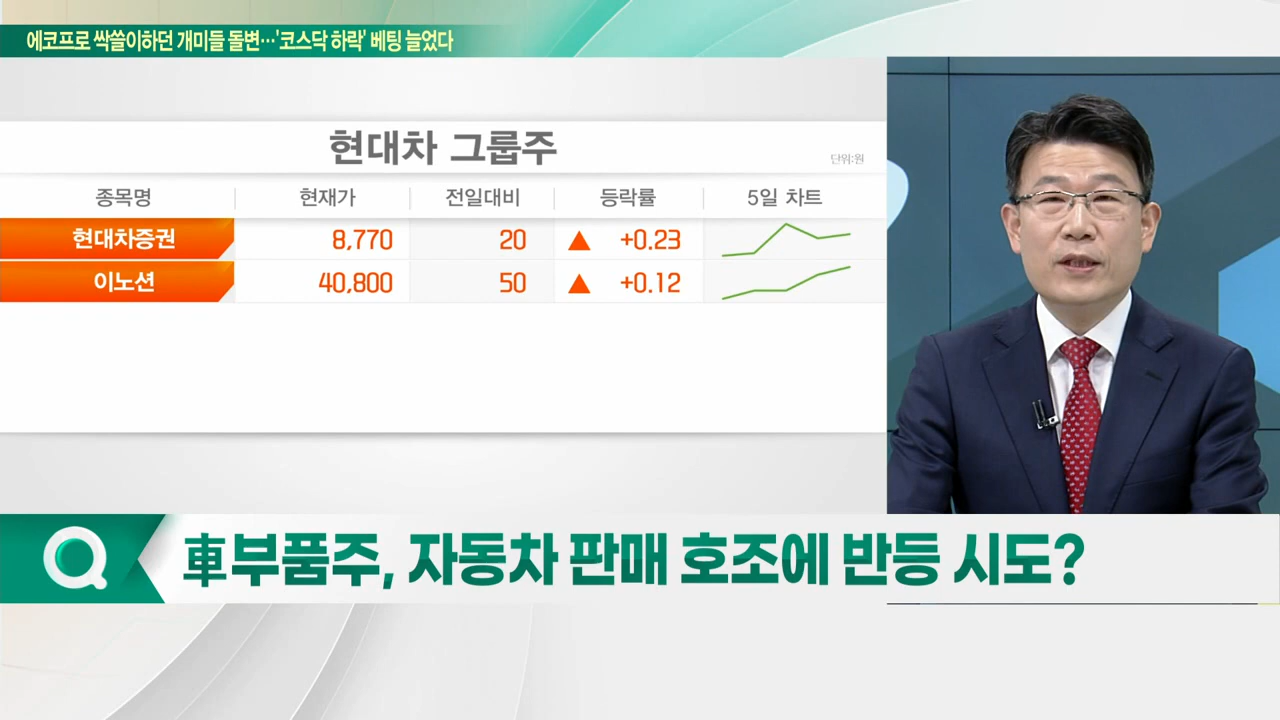 에코프로 싹쓸이하던 개미들 돌변…'코스닥 하락' 베팅 늘었다
현대차 그룹주
단위:원
종목명 현재가 전일대비 등락률 5일 차트
현대차증권 8,770 20 ▲ +0.23
이노션 40,800 50 ▲ +0.12
Q 車부품주, 자동차 판매 호조에 반등 시도?